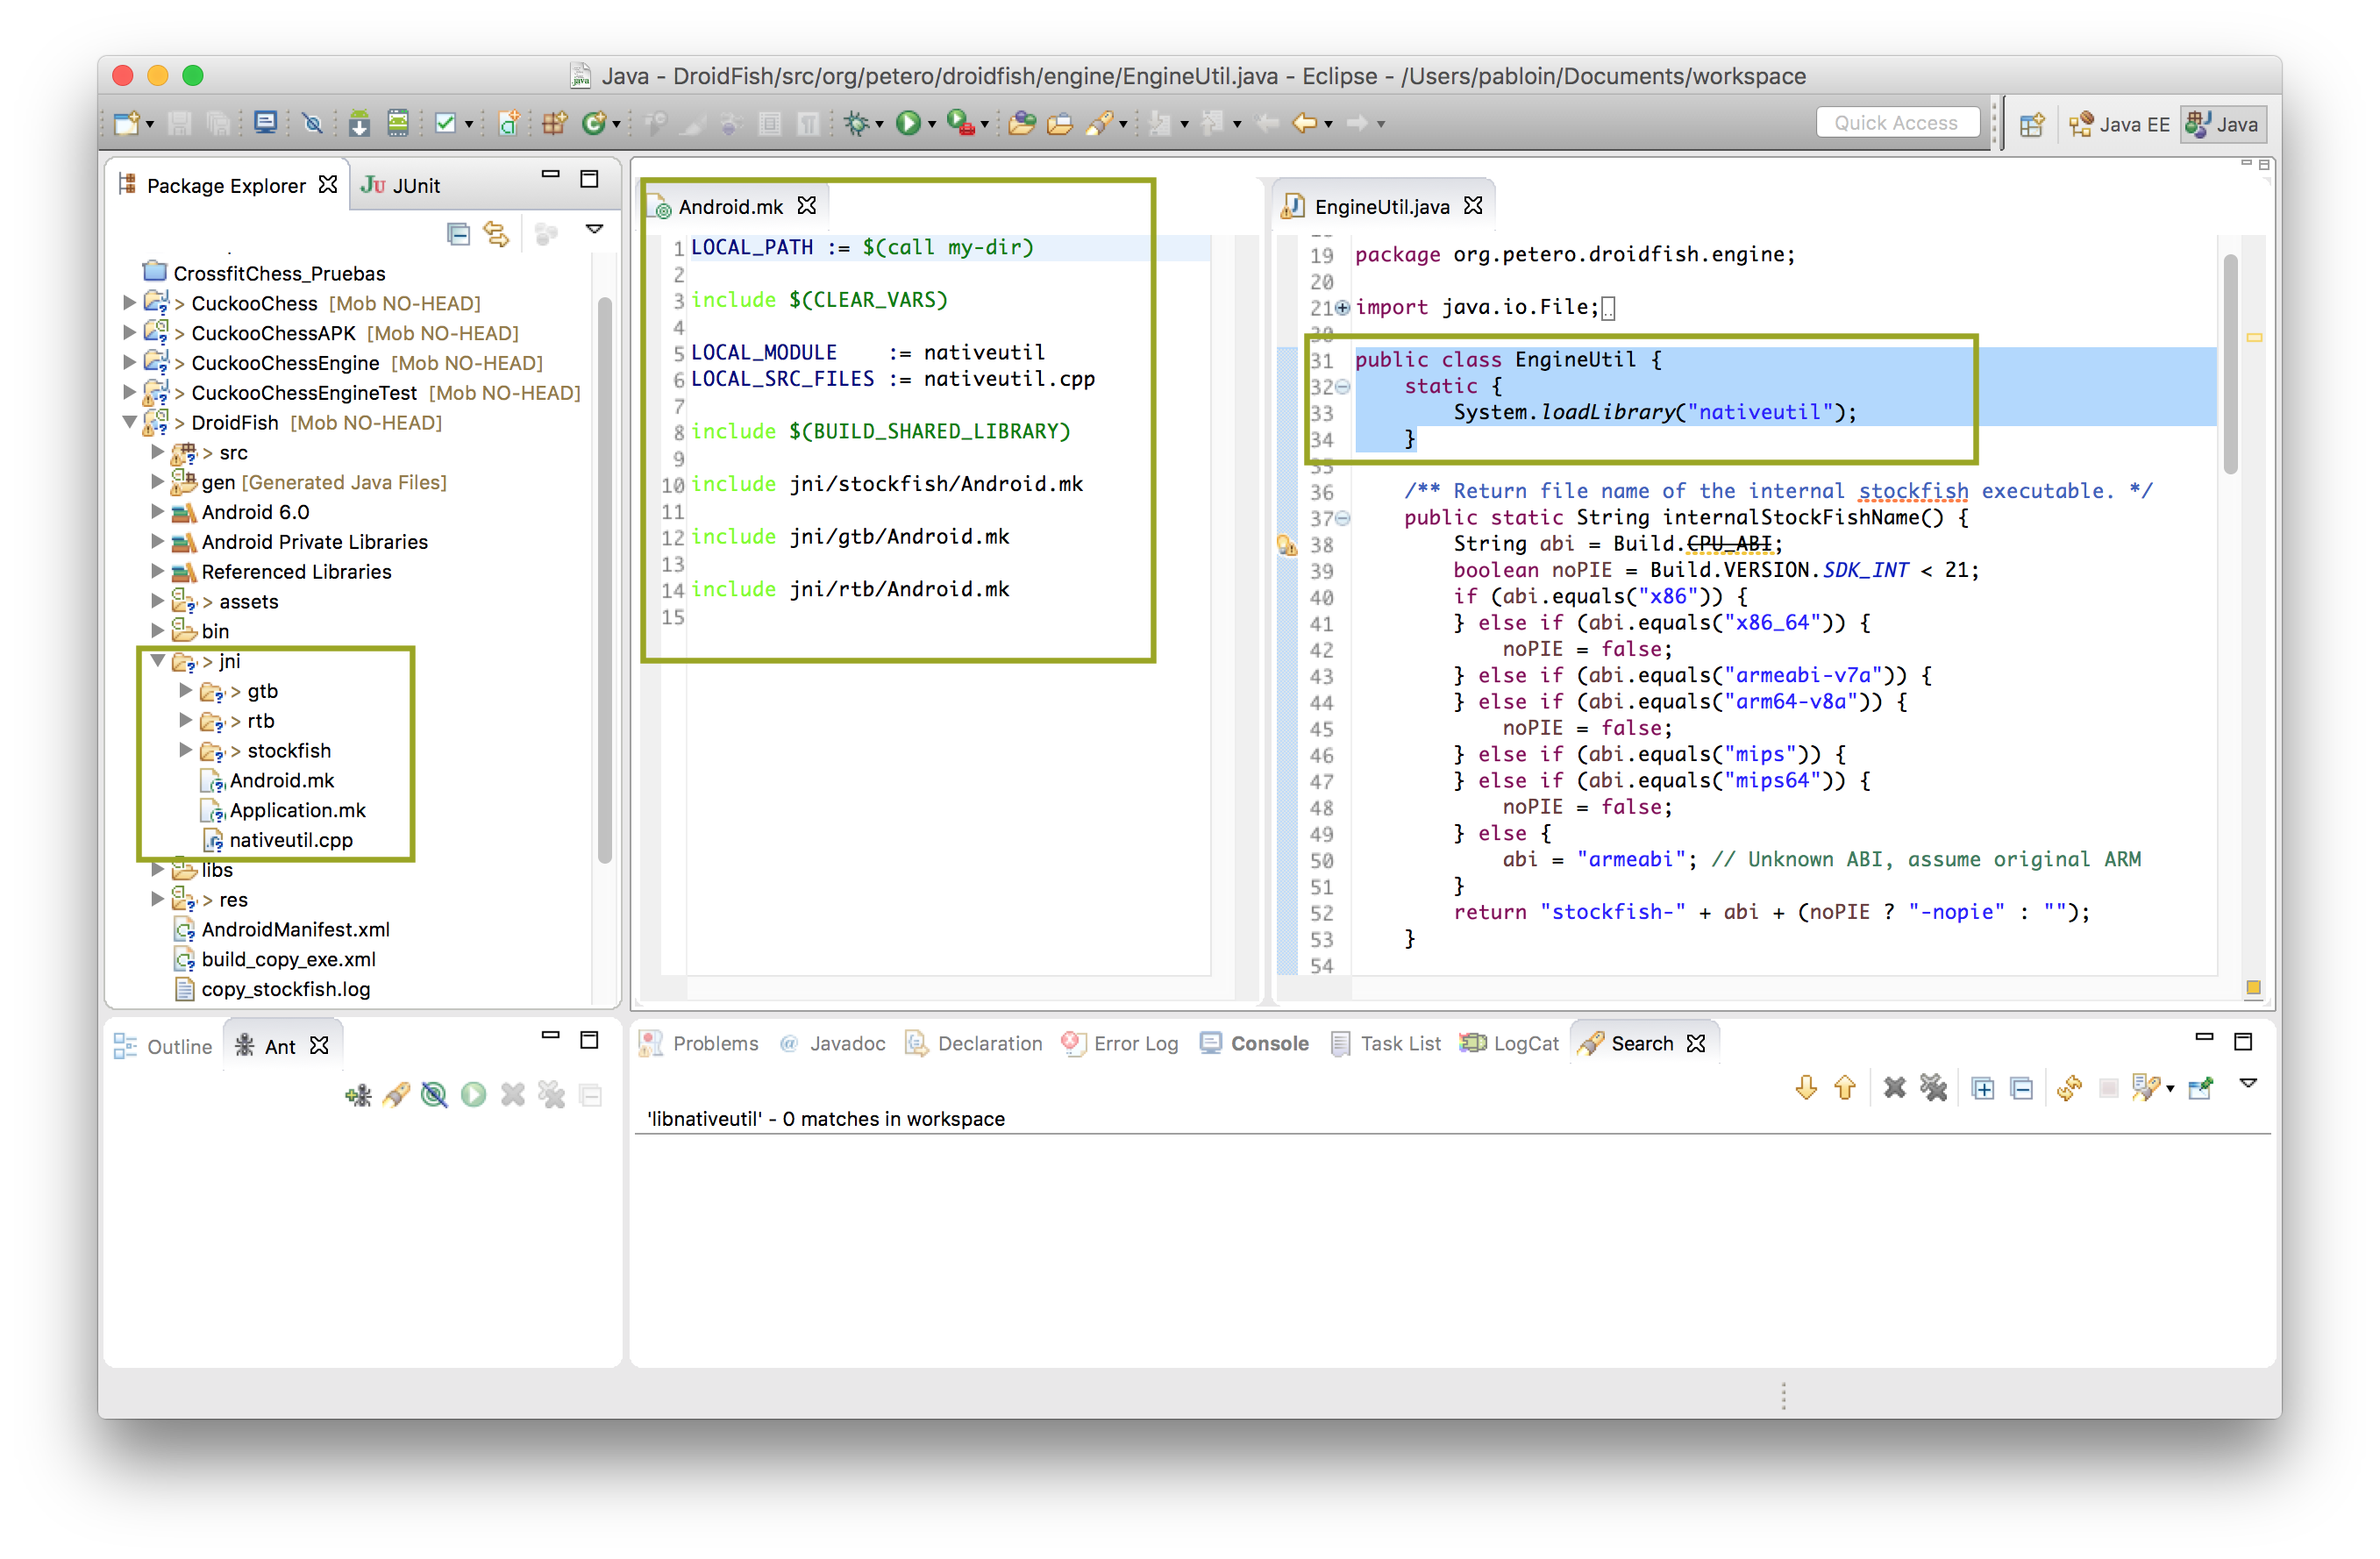 Java - DroidFish/src/org/petero/droidfish/engine/EngineUtil.java - Eclipse - /Users/pabloin/Documents/workspace
Quick Access
Java EE
Java
Package Explorer
JUnit
CrossfitChess_Pruebas
> CuckooChess [Mob NO-HEAD]
> CuckooChessAPK [Mob NO-HEAD]
> CuckooChessEngine [Mob NO-HEAD]
> CuckooChessEngineTest [Mob NO-HEAD]
> DroidFish [Mob NO-HEAD]
> src
gen [Generated Java Files]
Android 6.0
Android Private Libraries
Referenced Libraries
> assets
bin
> jni
> gtb
> rtb
> stockfish
Android.mk
Application.mk
nativeutil.cpp
libs
> res
AndroidManifest.xml
build_copy_exe.xml
copy_stockfish.log
Android.mk
1 LOCAL_PATH := $(call my-dir)
2
3 include $(CLEAR_VARS)
4
5 LOCAL_MODULE    := nativeutil
6 LOCAL_SRC_FILES := nativeutil.cpp
7
8 include $(BUILD_SHARED_LIBRARY)
9
10 include jni/stockfish/Android.mk
11
12 include jni/gtb/Android.mk
13
14 include jni/rtb/Android.mk
15
EngineUtil.java
19 package org.petero.droidfish.engine;
20
21 import java.io.File;
30
31 public class EngineUtil {
32     static {
33         System.loadLibrary("nativeutil");
34     }
35
36     /** Return file name of the internal stockfish executable. */
37     public static String internalStockFishName() {
38         String abi = Build.CPU_ABI;
39         boolean noPIE = Build.VERSION.SDK_INT < 21;
40         if (abi.equals("x86")) {
41         } else if (abi.equals("x86_64")) {
42             noPIE = false;
43         } else if (abi.equals("armeabi-v7a")) {
44         } else if (abi.equals("arm64-v8a")) {
45             noPIE = false;
46         } else if (abi.equals("mips")) {
47         } else if (abi.equals("mips64")) {
48             noPIE = false;
49         } else {
50             abi = "armeabi"; // Unknown ABI, assume original ARM
51         }
52         return "stockfish-" + abi + (noPIE ? "-nopie" : "");
53     }
54
Outline
Ant
Problems
@ Javadoc
Declaration
Error Log
Console
Task List
LogCat
Search
'libnativeutil' - 0 matches in workspace